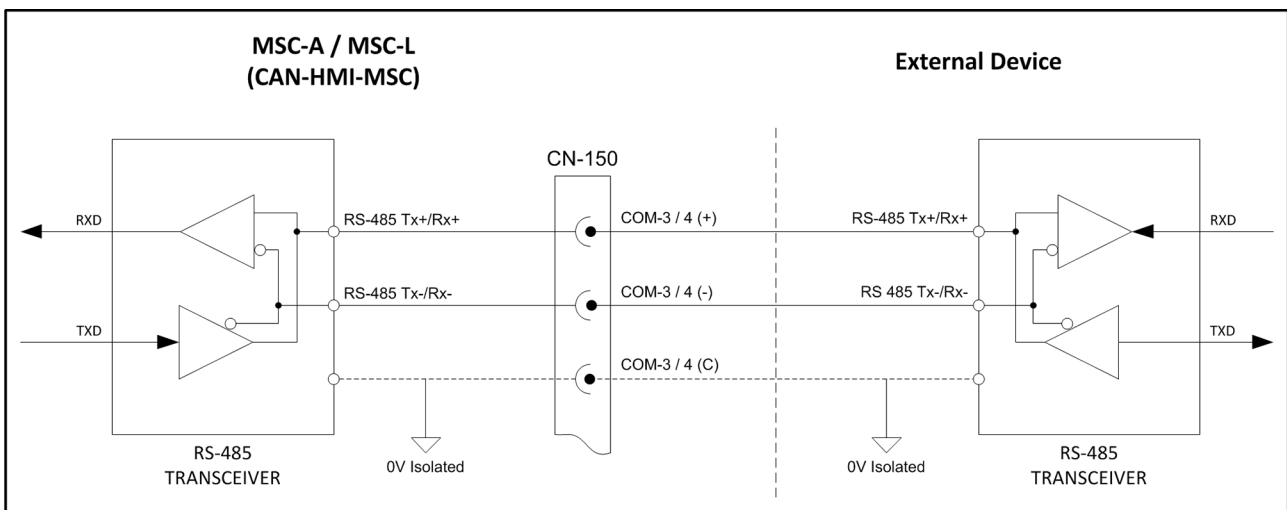 MSC-A / MSC-L
(CAN-HMI-MSC)
External Device
CN-150
RXD
RS-485 Tx+/Rx+
COM-3 / 4 (+)
RS-485 Tx+/Rx+
RXD
RS-485 Tx-/Rx-
COM-3 / 4 (-)
RS 485 Tx-/Rx-
TXD
TXD
COM-3 / 4 (C)
RS-485
TRANSCEIVER
0V Isolated
0V Isolated
RS-485
TRANSCEIVER